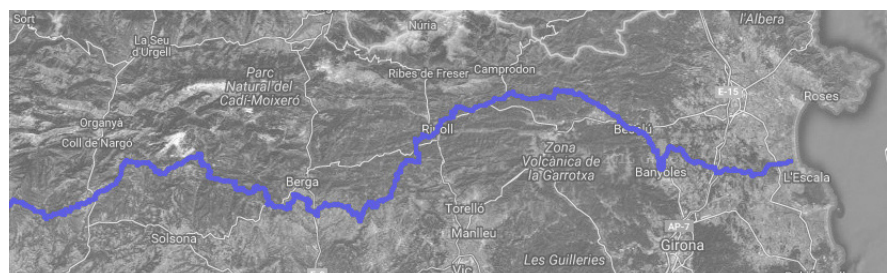 Sort
l'Albera
Núria
La Seu
d'Urgell
Parc
Natural del
Cadí-Moixeró
Ribes de Freser
Camprodon
E-15
Roses
Organyà
Coll de Nargó
Ripoll
Besalú
Zona
Volcànica de
la Garrotxa
Banyoles
L'Escala
Berga
Torelló
Solsona
Manlleu
AP-7
Girona
Les Guilleries
Vic